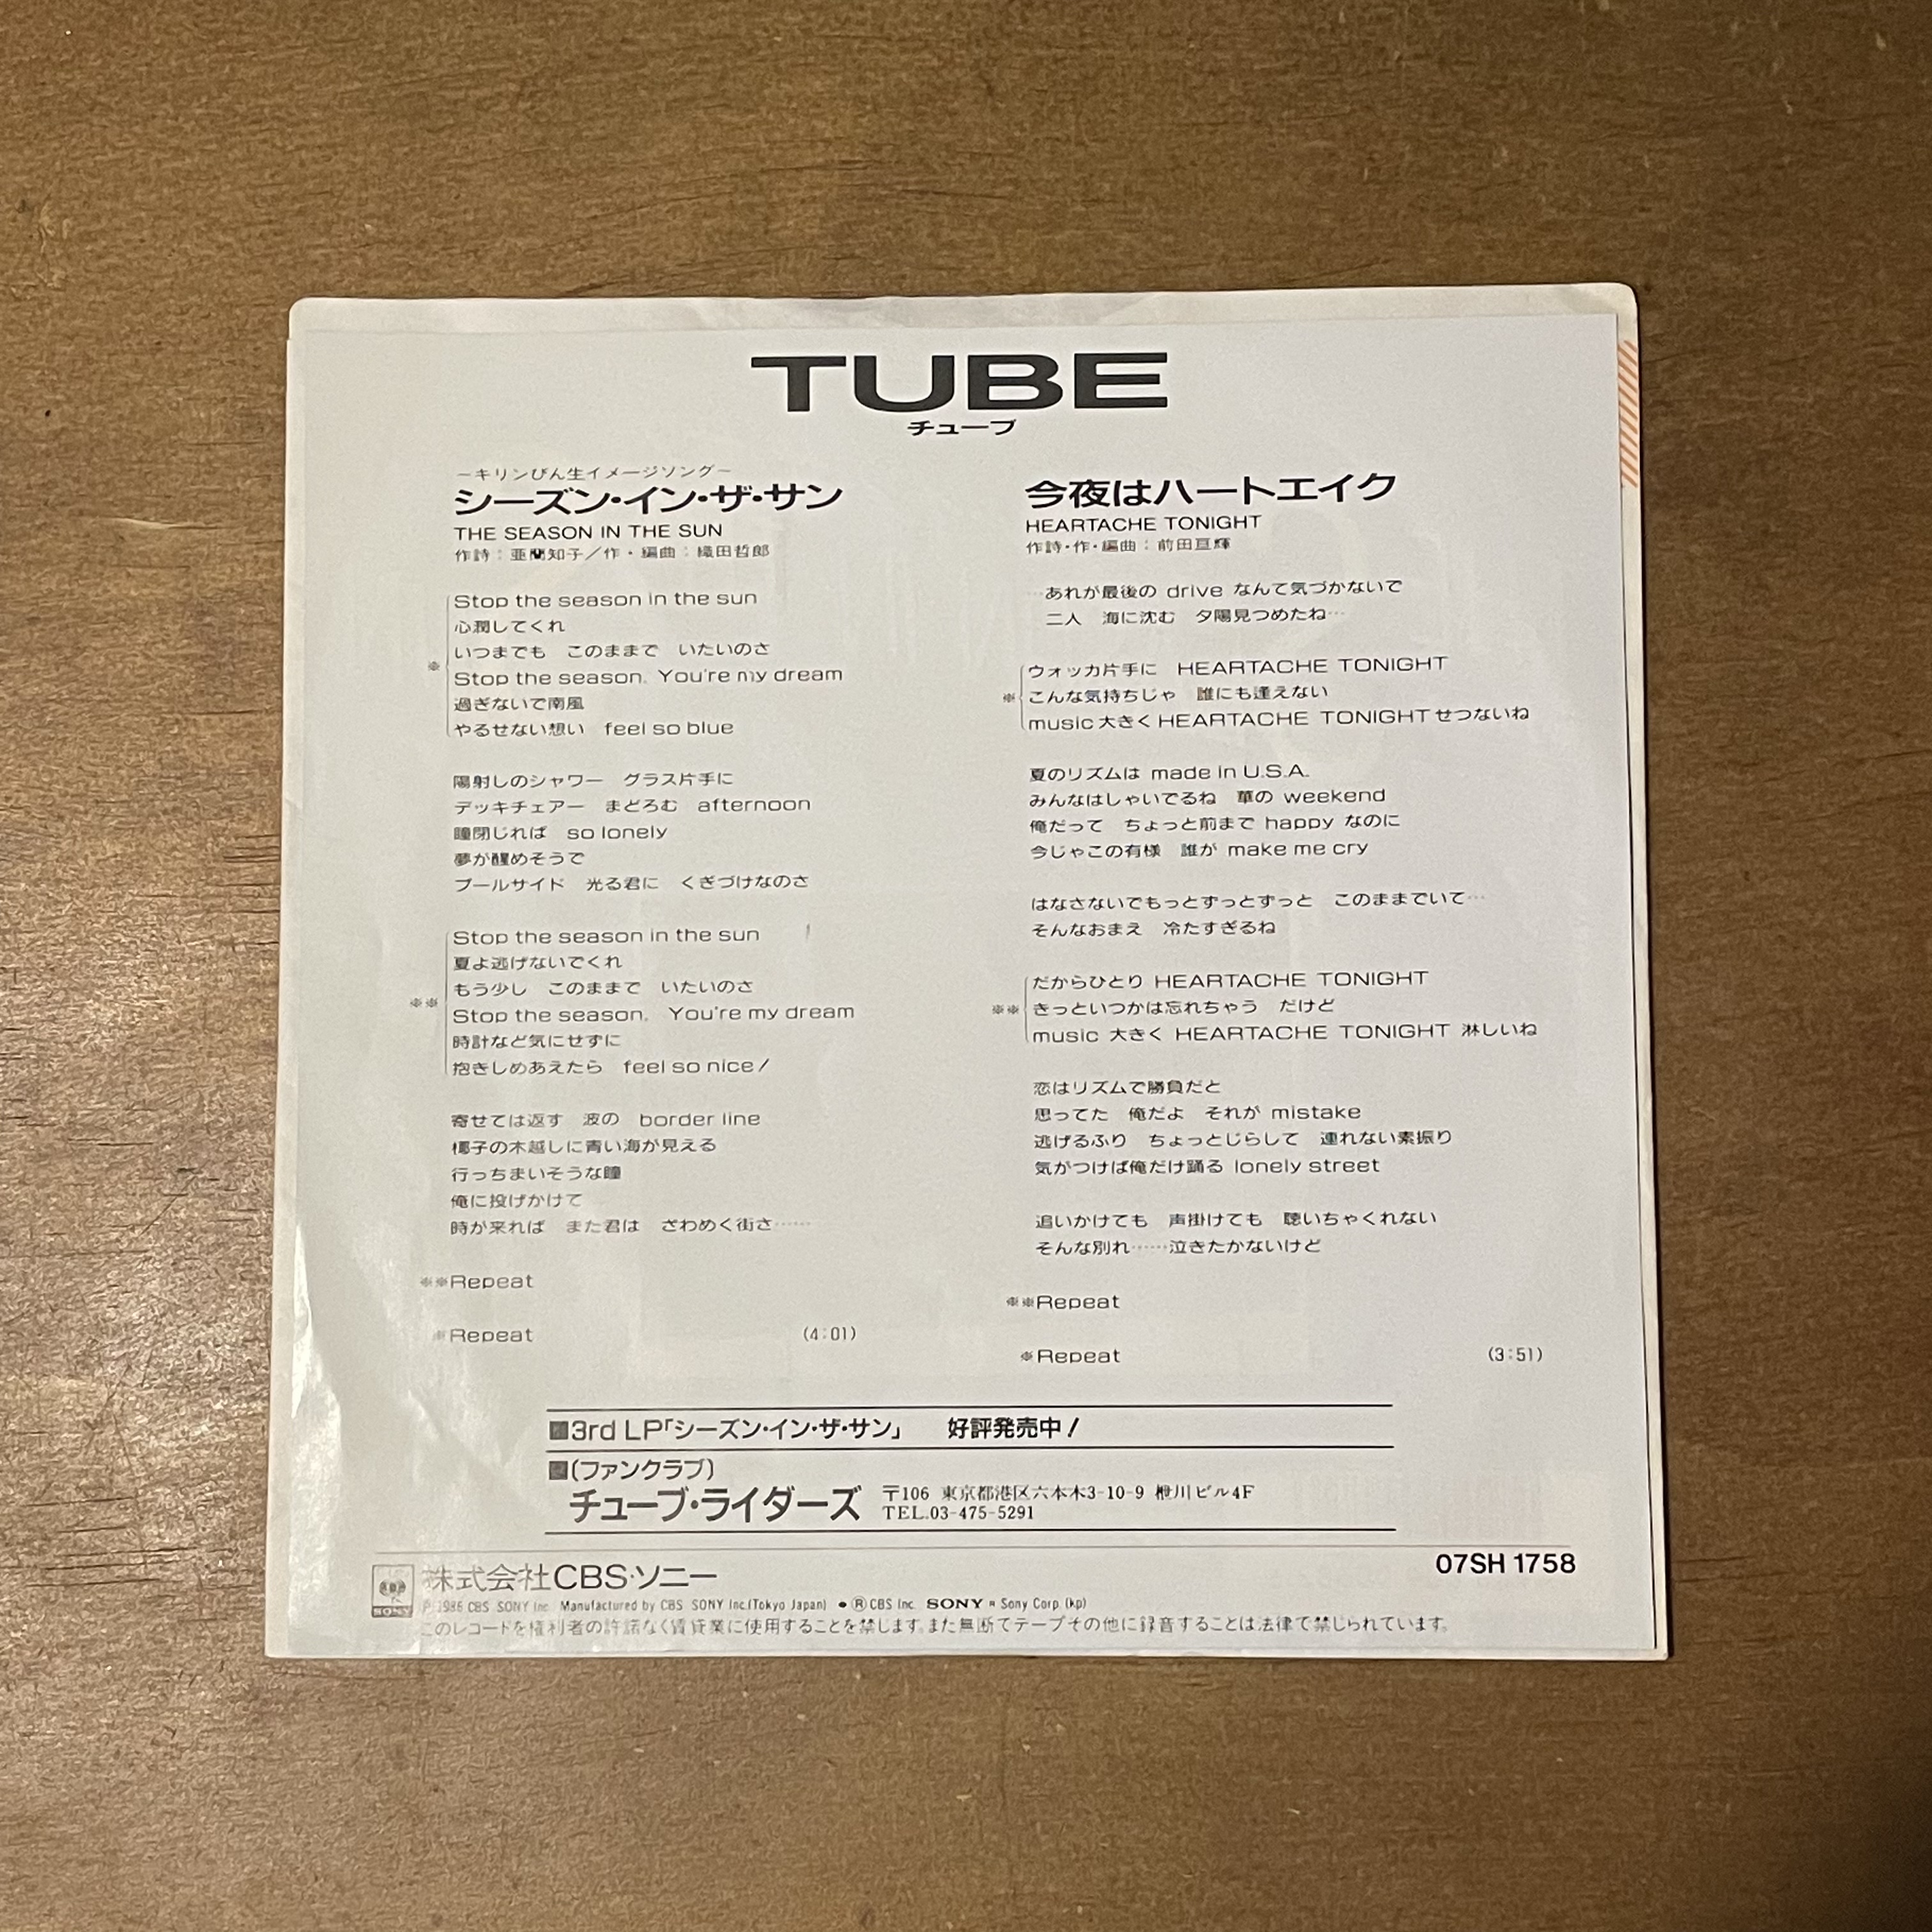 TUBE
チューブ
−キリンびん生イメージソング−
シーズン・イン・ザ・サン
THE SEASON IN THE SUN
作詩:亜蘭知子/作・編曲:織田哲郎
Stop the season in the sun
心潤してくれ
いつまでも このままで いたいのさ
※ Stop the season, You're my dream
過ぎないで南風
やるせない想い feel so blue
陽射しのシャワー グラス片手に
デッキチェアー まどろむ afternoon
瞳閉じれば so lonely
夢が醒めそうで
プールサイド 光る君に くぎづけなのさ
Stop the season in the sun
夏よ逃げないでくれ
もう少し このままで いたいのさ
※※ Stop the season, You're my dream
時計など気にせずに
抱きしめあえたら feel so nice!
寄せては返す 波の border line
椰子の木越しに青い海が見える
行っちまいそうな瞳
俺に投げかけて
時が来れば また君は ざわめく街さ……
※※Repeat
※Repeat (4:01)
今夜はハートエイク
HEARTACHE TONIGHT
作詩・作・編曲:前田亘輝
…あれが最後の drive なんて気づかないで
二人 海に沈む 夕陽見つめたね…
ウォッカ片手に HEARTACHE TONIGHT
※ こんな気持ちじゃ 誰にも逢えない
music 大きく HEARTACHE TONIGHT せつないね
夏のリズムは made in U.S.A.
みんなはしゃいでるね 華の weekend
俺だって ちょっと前まで happy なのに
今じゃこの有様 誰が make me cry
はなさないでもっとずっとずっと このままでいて…
そんなおまえ 冷たすぎるね
だからひとり HEARTACHE TONIGHT
※※ きっといつかは忘れちゃう だけど
music 大きく HEARTACHE TONIGHT 淋しいね
恋はリズムで勝負だと
思ってた 俺だよ それが mistake
逃げるふり ちょっとじらして 連れない素振り
気がつけば俺だけ踊る lonely street
追いかけても 声掛けても 聴いちゃくれない
そんな別れ……泣きたかないけど
※※Repeat
※Repeat (3:51)
■3rd LP「シーズン・イン・ザ・サン」 好評発売中!
■(ファンクラブ)
チューブ・ライダーズ 〒106 東京都港区六本木3-10-9 川ビル4F
TEL.03-475-5291
07SH 1758
SONY 株式会社CBS・ソニー
℗ 1986 CBS SONY Inc. Manufactured by CBS SONY Inc.(Tokyo Japan) ● ® CBS Inc. SONY ® Sony Corp. (kp)
このレコードを権利者の許諾なく賃貸業に使用することを禁じます。また無断でテープその他に録音することは法律で禁じられています。